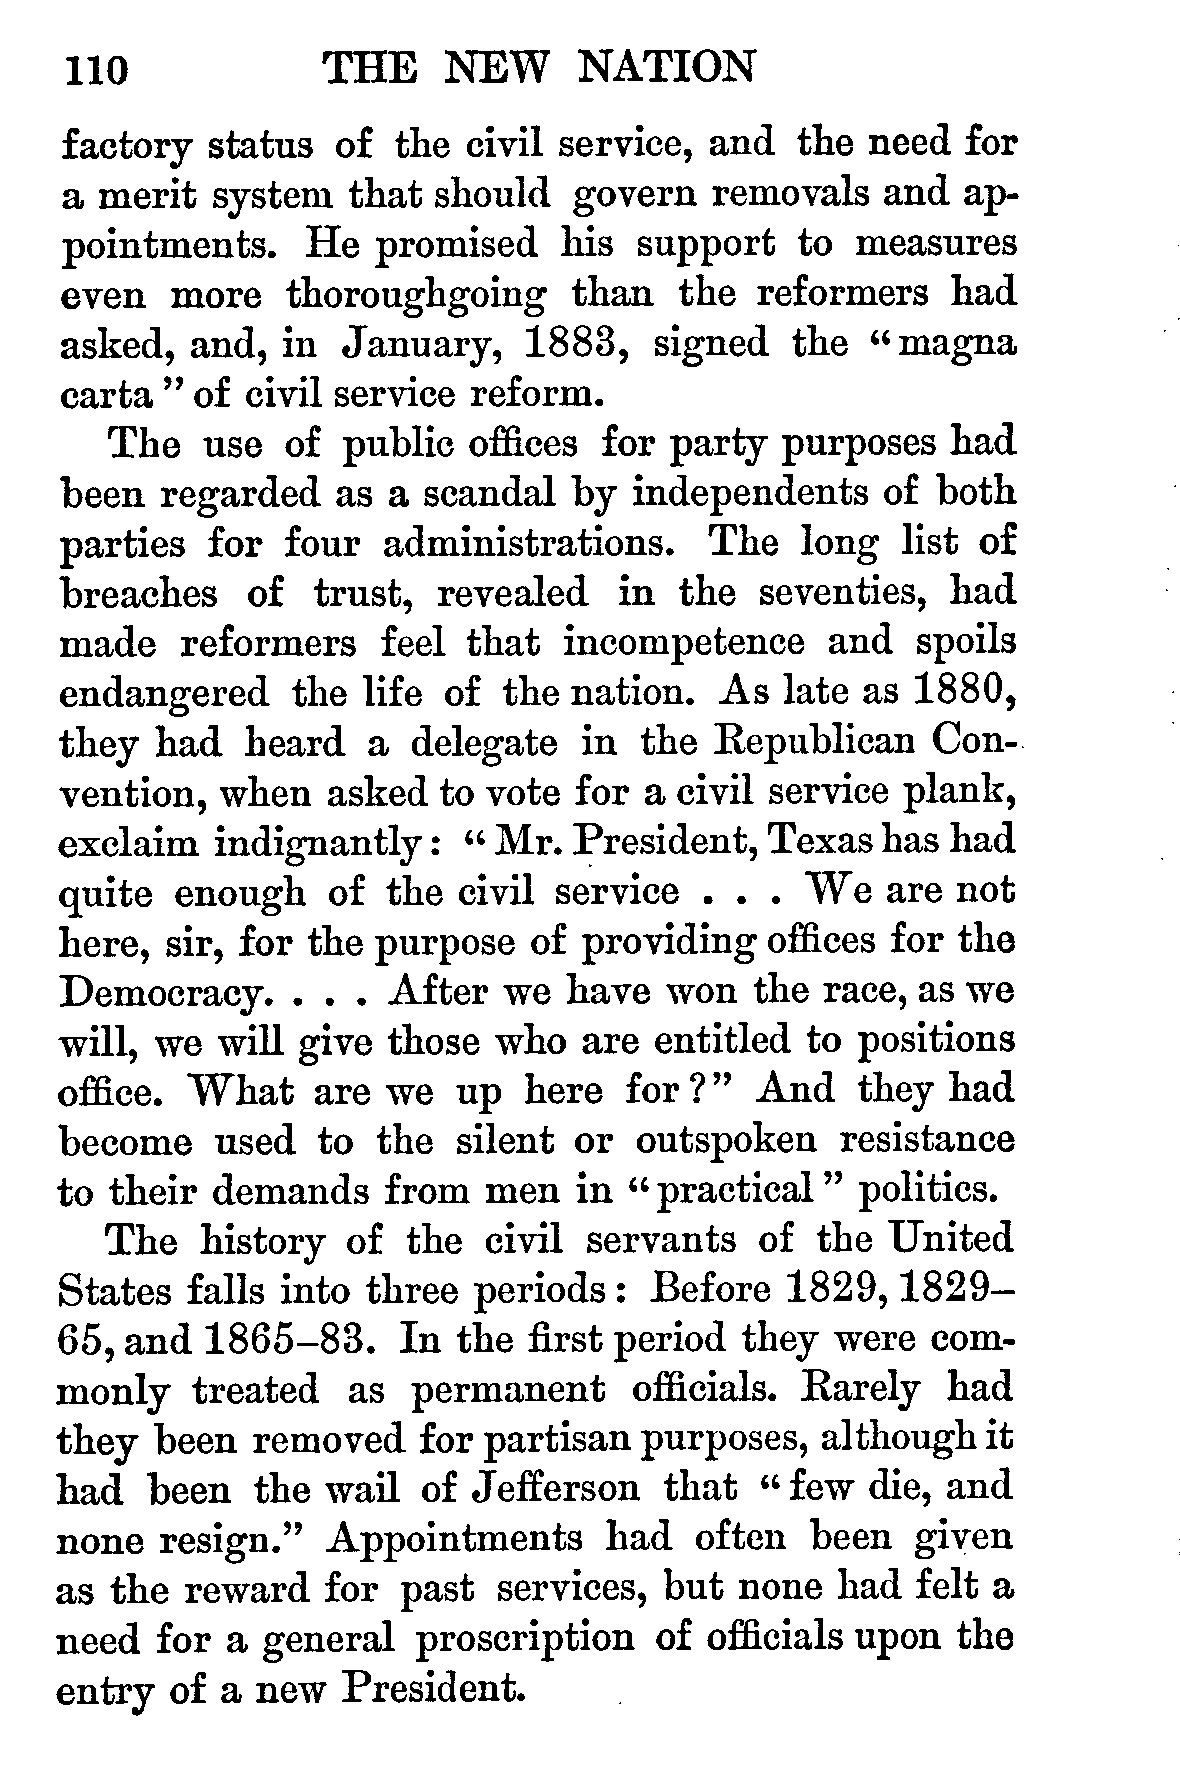 110 THE NEW NATION
factory status of the civil service, and the need for
a merit system that should govern removals and ap-
pointments. He promised his support to measures
even more thoroughgoing than the reformers had
asked, and, in January, 1883, signed the “magna
carta” of civil service reform.
The use of public offices for party purposes had
been regarded as a scandal by independents of both
parties for four administrations. The long list of
breaches of trust, revealed in the seventies, had
made reformers feel that incompetence and spoils
endangered the life of the nation. As late as 1880,
they had heard a delegate in the Republican Con-
vention, when asked to vote for a civil service plank,
exclaim indignantly: “Mr. President, Texas has had
quite enough of the civil service . . . We are not
here, sir, for the purpose of providing offices for the
Democracy. . . . After we have won the race, as we
will, we will give those who are entitled to positions
office. What are we up here for?” And they had
become used to the silent or outspoken resistance
to their demands from men in “practical” politics.
The history of the civil servants of the United
States falls into three periods: Before 1829, 1829–
65, and 1865–83. In the first period they were com-
monly treated as permanent officials. Rarely had
they been removed for partisan purposes, although it
had been the wail of Jefferson that “few die, and
none resign.” Appointments had often been given
as the reward for past services, but none had felt a
need for a general proscription of officials upon the
entry of a new President.